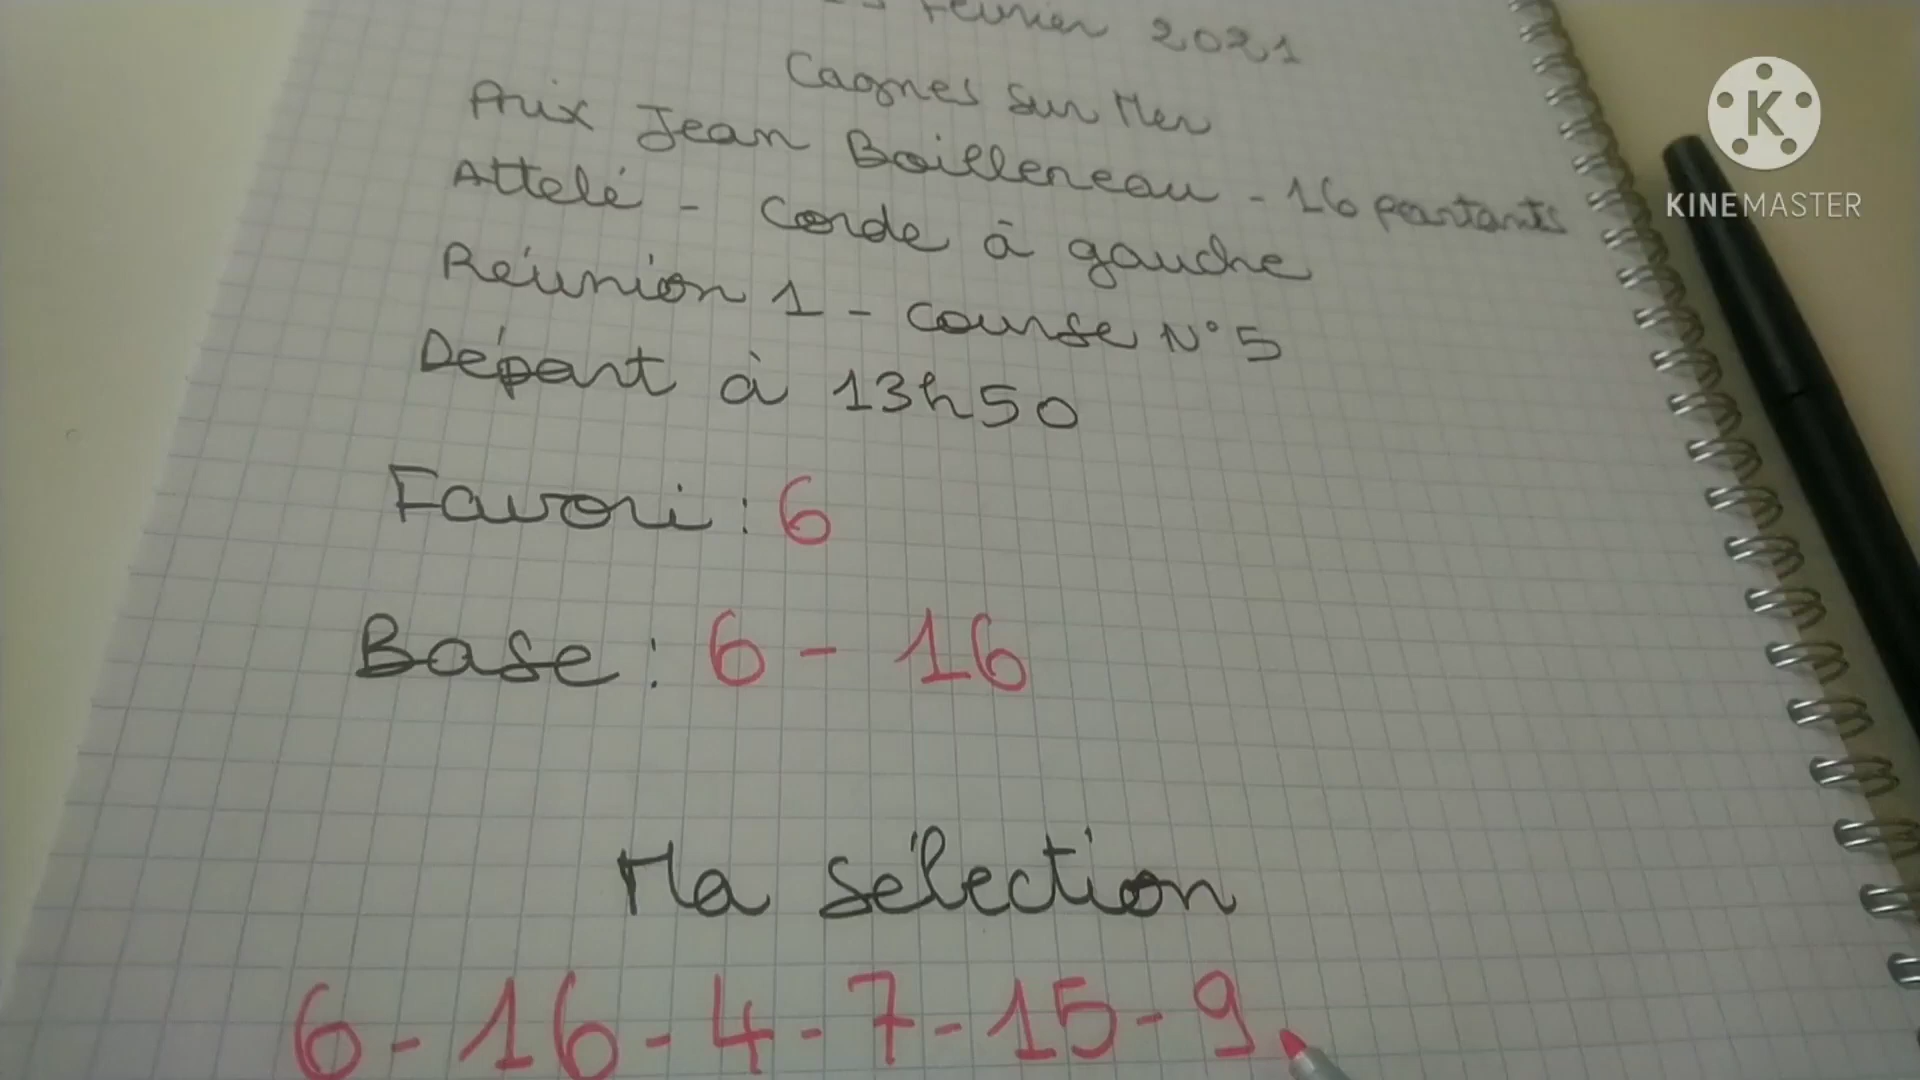 Février 2021
Cagnes sur Mer
Prix Jean Boilleneau - 16 partants
Attelé - Corde à gauche
Réunion 1 - Course N° 5
Départ à 13h50
Favori : 6
Base : 6 - 16
Ma sélection
6 - 16 - 4 - 7 - 15 - 9
K
KINEMASTER